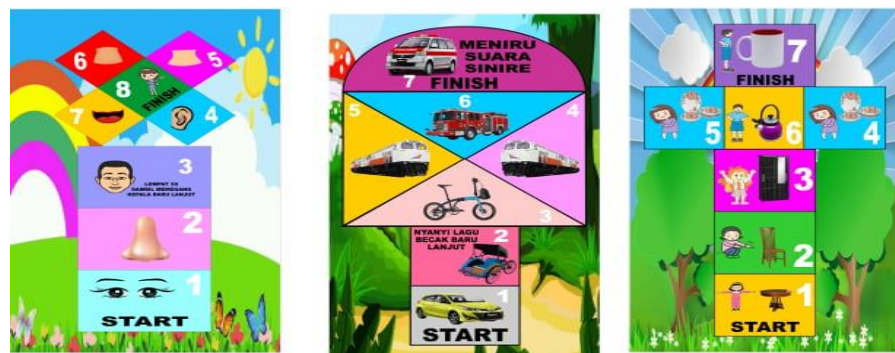 6
5
8
FINISH
7
4
3
LOMPAT 3X
SAMBIL MEMEGANG
KEPALA BARU LANJUT
2
1
START
MENIRU
SUARA
SINIRE
7
FINISH
6
5
4
3
NYANYI LAGU
BECAK BARU
LANJUT
2
1
START
7
FINISH
5
6
4
3
2
1
START